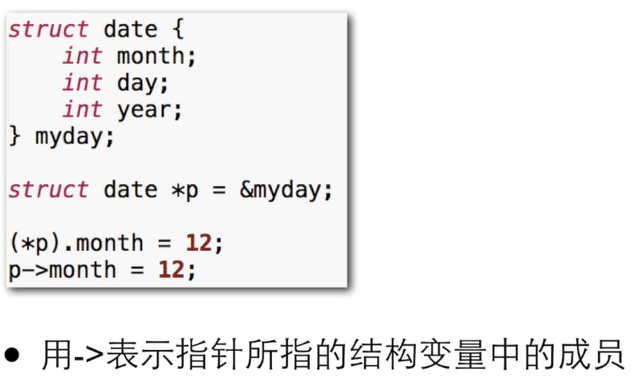 struct date {
    int month;
    int day;
    int year;
} myday;
struct date *p = &myday;
(*p).month = 12;
p->month = 12;
● 用->表示指针所指的结构变量中的成员